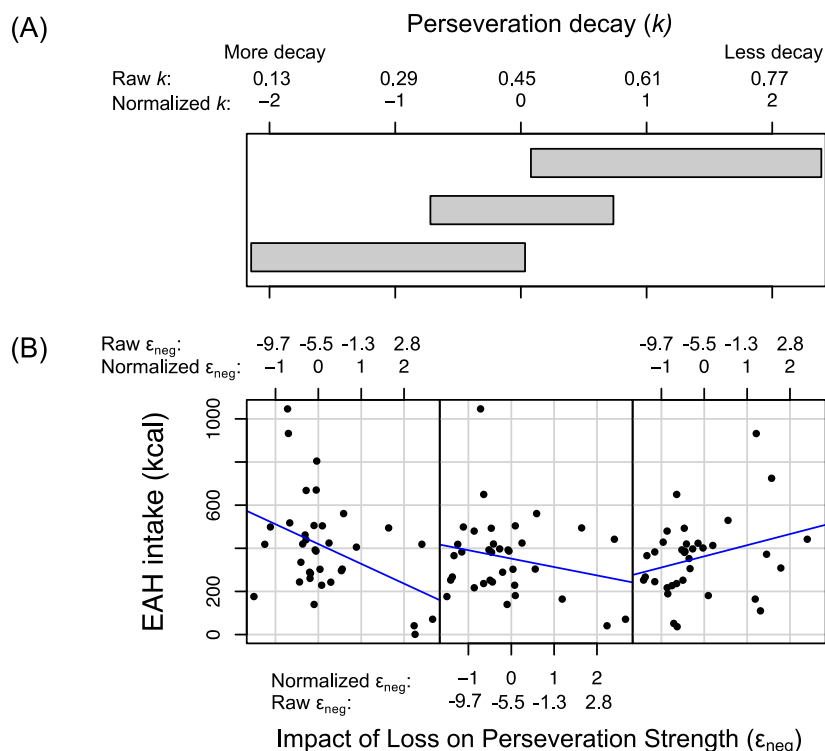 (A)
Perseveration decay (k)
More decay Less decay
Raw k: 0.13 0.29 0.45 0.61 0.77
Normalized k: −2 -1 0 1 2
(B)
Raw εneg: -9.7 -5.5 -1.3 2.8 -9.7 -5.5 -1.3 2.8
Normalized εneg: −1 0 1 2 −1 0 1 2
EAH intake (kcal)
1000
600
200
0
Normalized εneg: −1 0 1 2
Raw εneg: -9.7 -5.5 -1.3 2.8
Impact of Loss on Perseveration Strength (εneg)